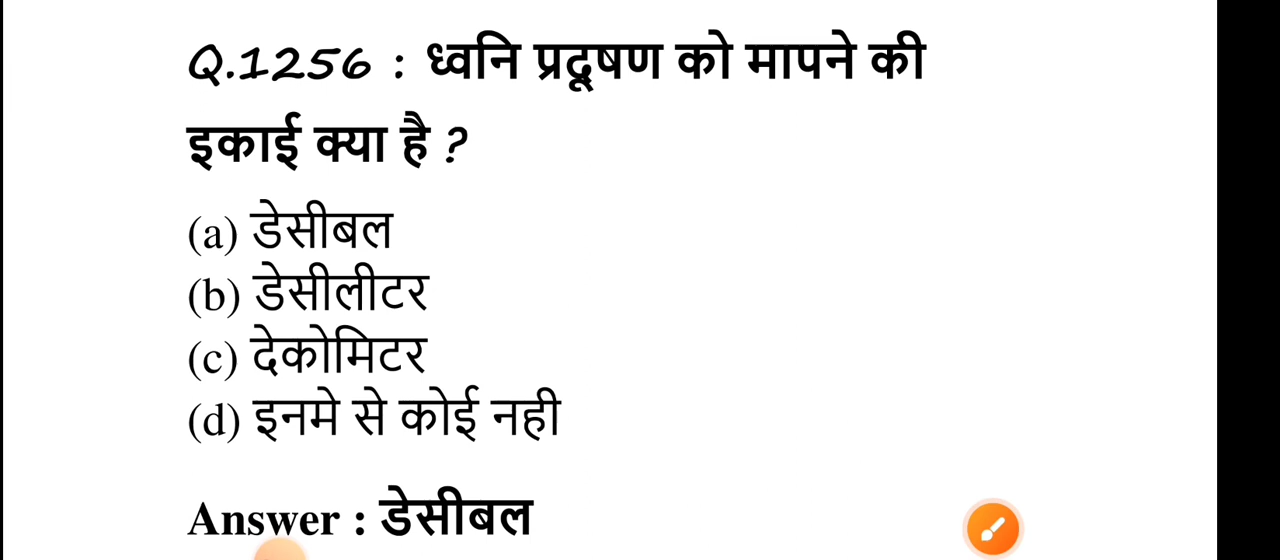 Q.1256 : ध्वनि प्रदूषण को मापने की
इकाई क्या है ?
(a) डेसीबल
(b) डेसीलीटर
(c) देकोमिटर
(d) इनमे से कोई नही
Answer : डेसीबल